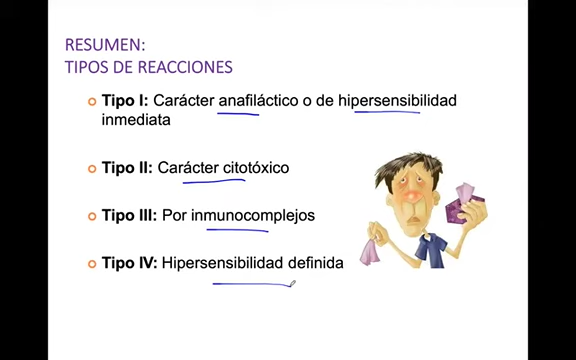 RESUMEN:
TIPOS DE REACCIONES
Tipo I: Carácter anafiláctico o de hipersensibilidad
inmediata
Tipo II: Carácter citotóxico
Tipo III: Por inmunocomplejos
Tipo IV: Hipersensibilidad definida